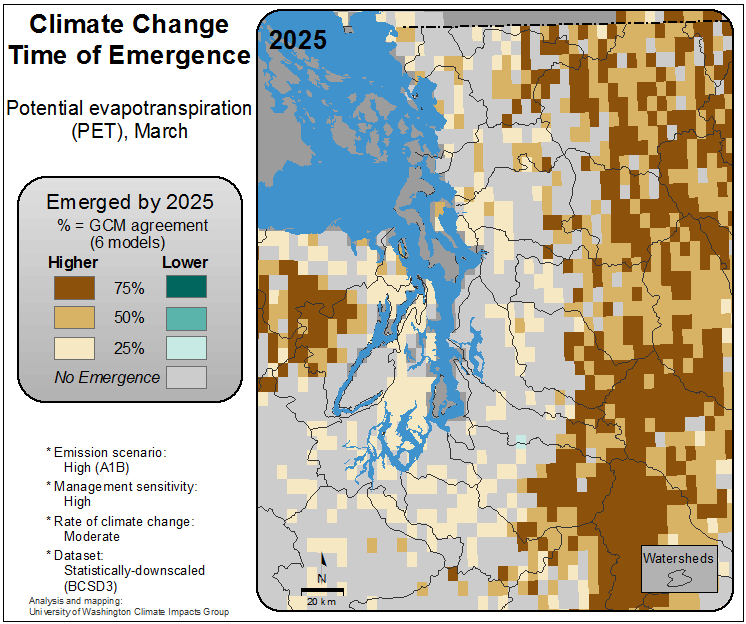 Climate Change
Time of Emergence
Potential evapotranspiration
(PET), March
Emerged by 2025
% = GCM agreement
(6 models)
Higher Lower
75%
50%
25%
No Emergence
* Emission scenario:
High (A1B)
* Management sensitivity:
High
* Rate of climate change:
Moderate
* Dataset:
Statistically-downscaled
(BCSD3)
Analysis and mapping:
University of Washington Climate Impacts Group
2025
N
20 km
Watersheds